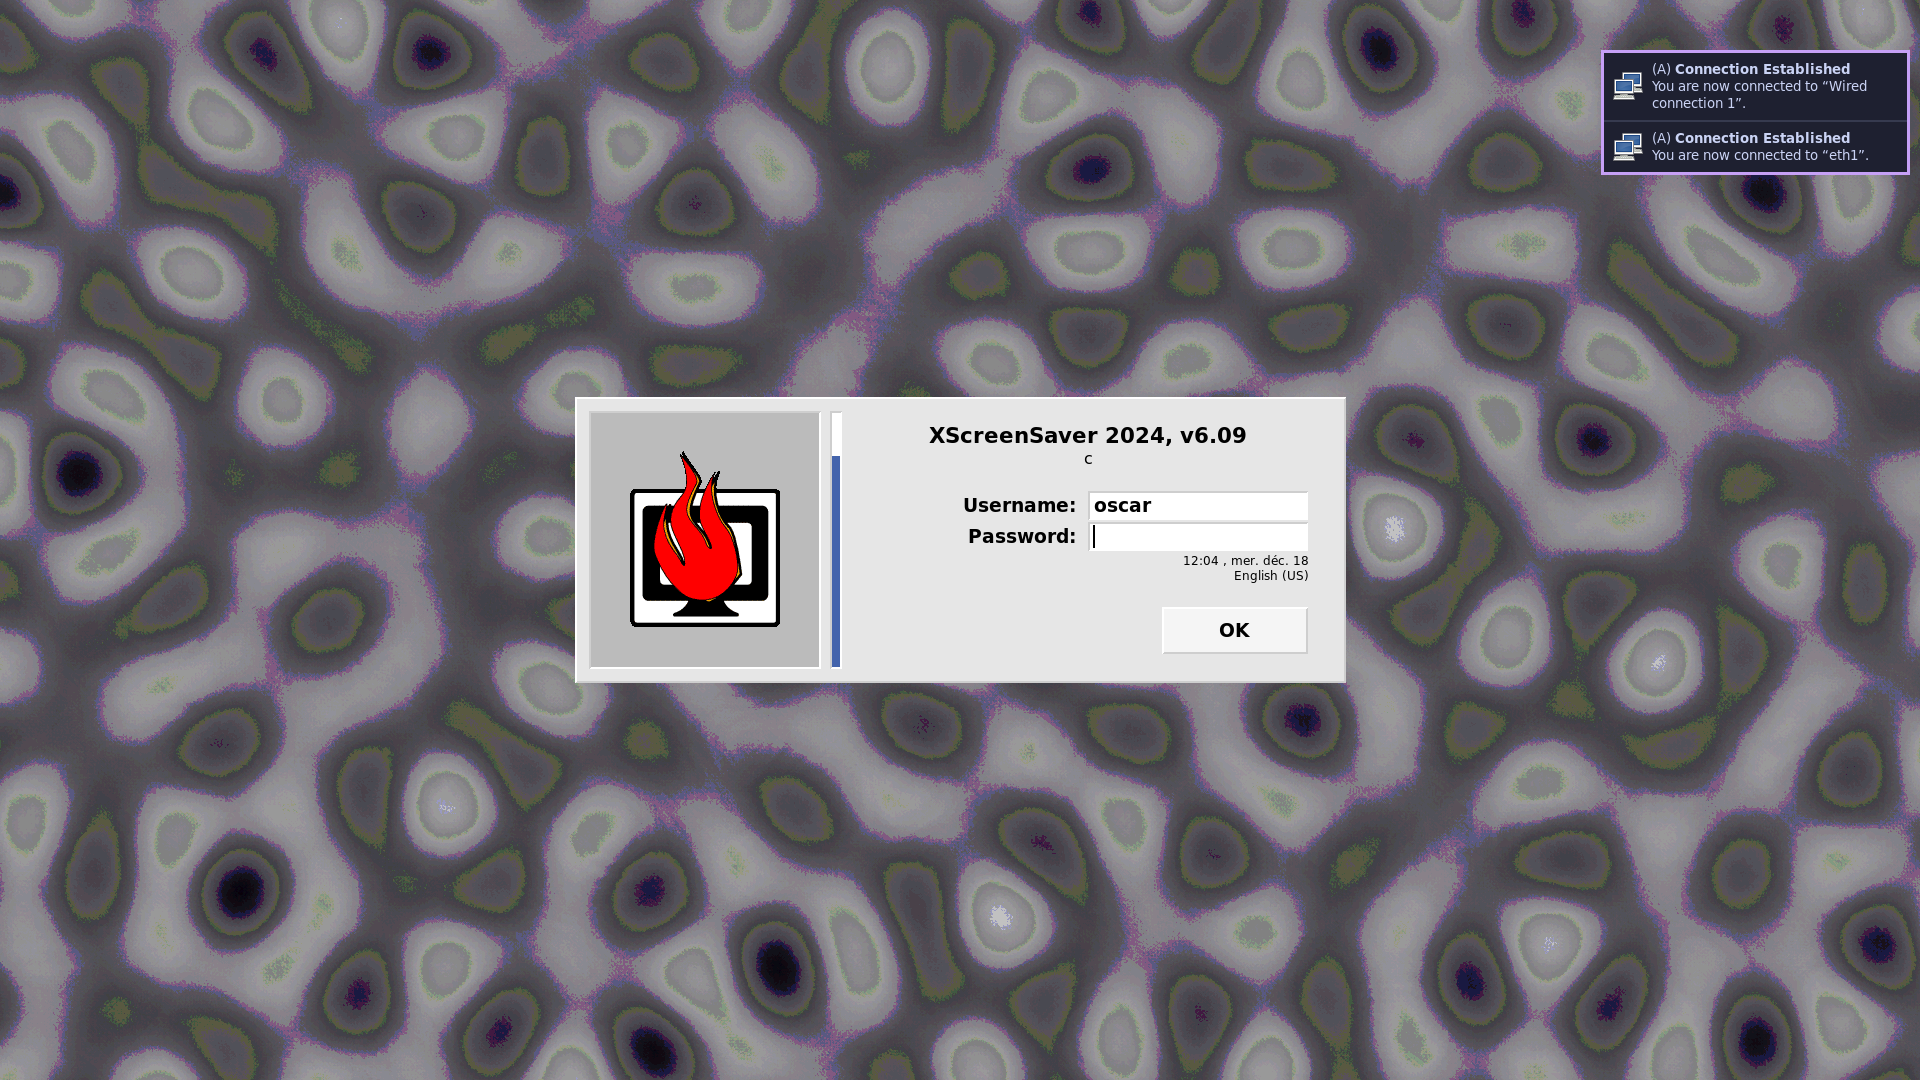 (A) Connection Established
You are now connected to “Wired
connection 1”.
(A) Connection Established
You are now connected to “eth1”.
XScreenSaver 2024, v6.09
c
Username: oscar
Password:
12:04 , mer. déc. 18
English (US)
OK